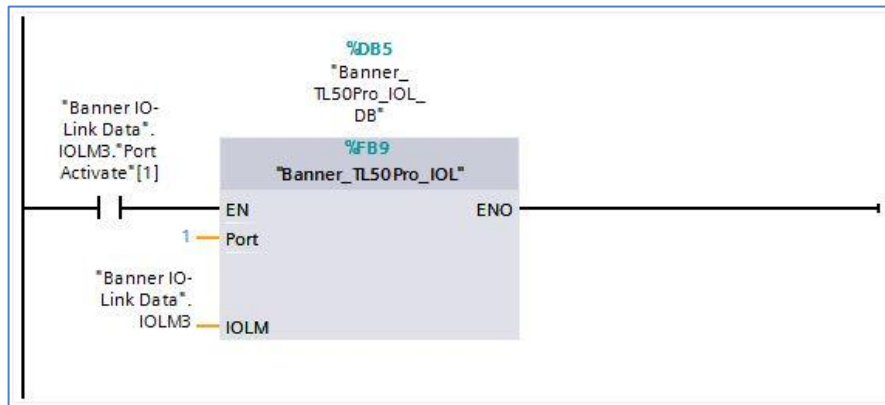 %DB5
"Banner_
TL50Pro_IOL_
DB"
"Banner IO-
Link Data".
IOLM3."Port
Activate"[1]
%FB9
"Banner_TL50Pro_IOL"
EN
ENO
1
Port
"Banner IO-
Link Data".
IOLM3
IOLM